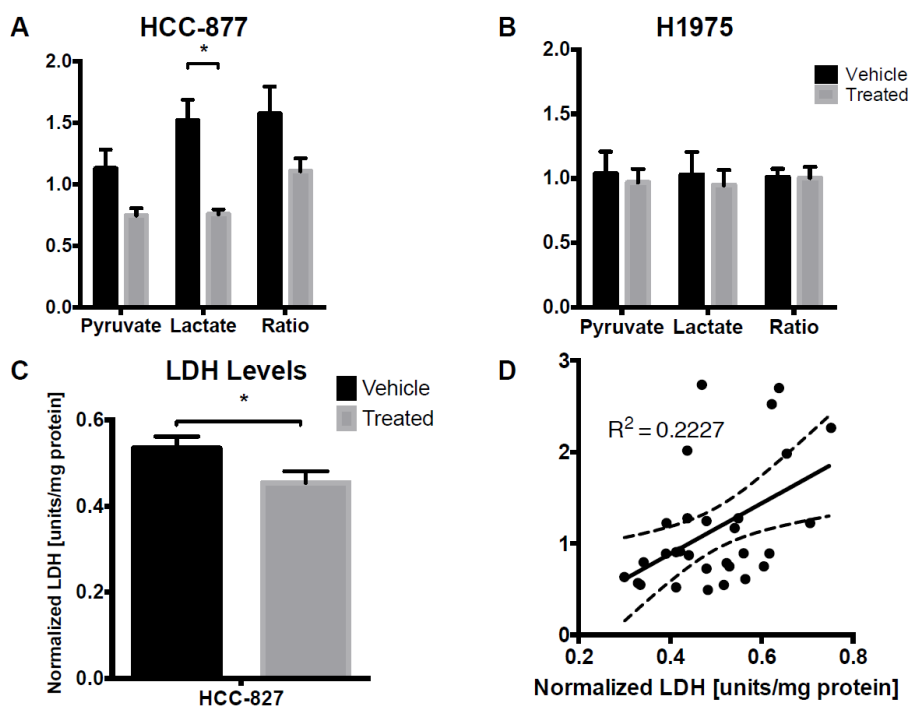 A
HCC-877
*
2.0
1.5
1.0
0.5
0.0
Pyruvate Lactate Ratio
B
H1975
2.0
1.5
1.0
0.5
0.0
Pyruvate Lactate Ratio
Vehicle
Treated
C
LDH Levels
Vehicle
Treated
*
Normalized LDH [units/mg protein]
0.6
0.4
0.2
0.0
HCC-827
D
3
2
1
0
R² = 0.2227
0.2 0.4 0.6 0.8
Normalized LDH [units/mg protein]